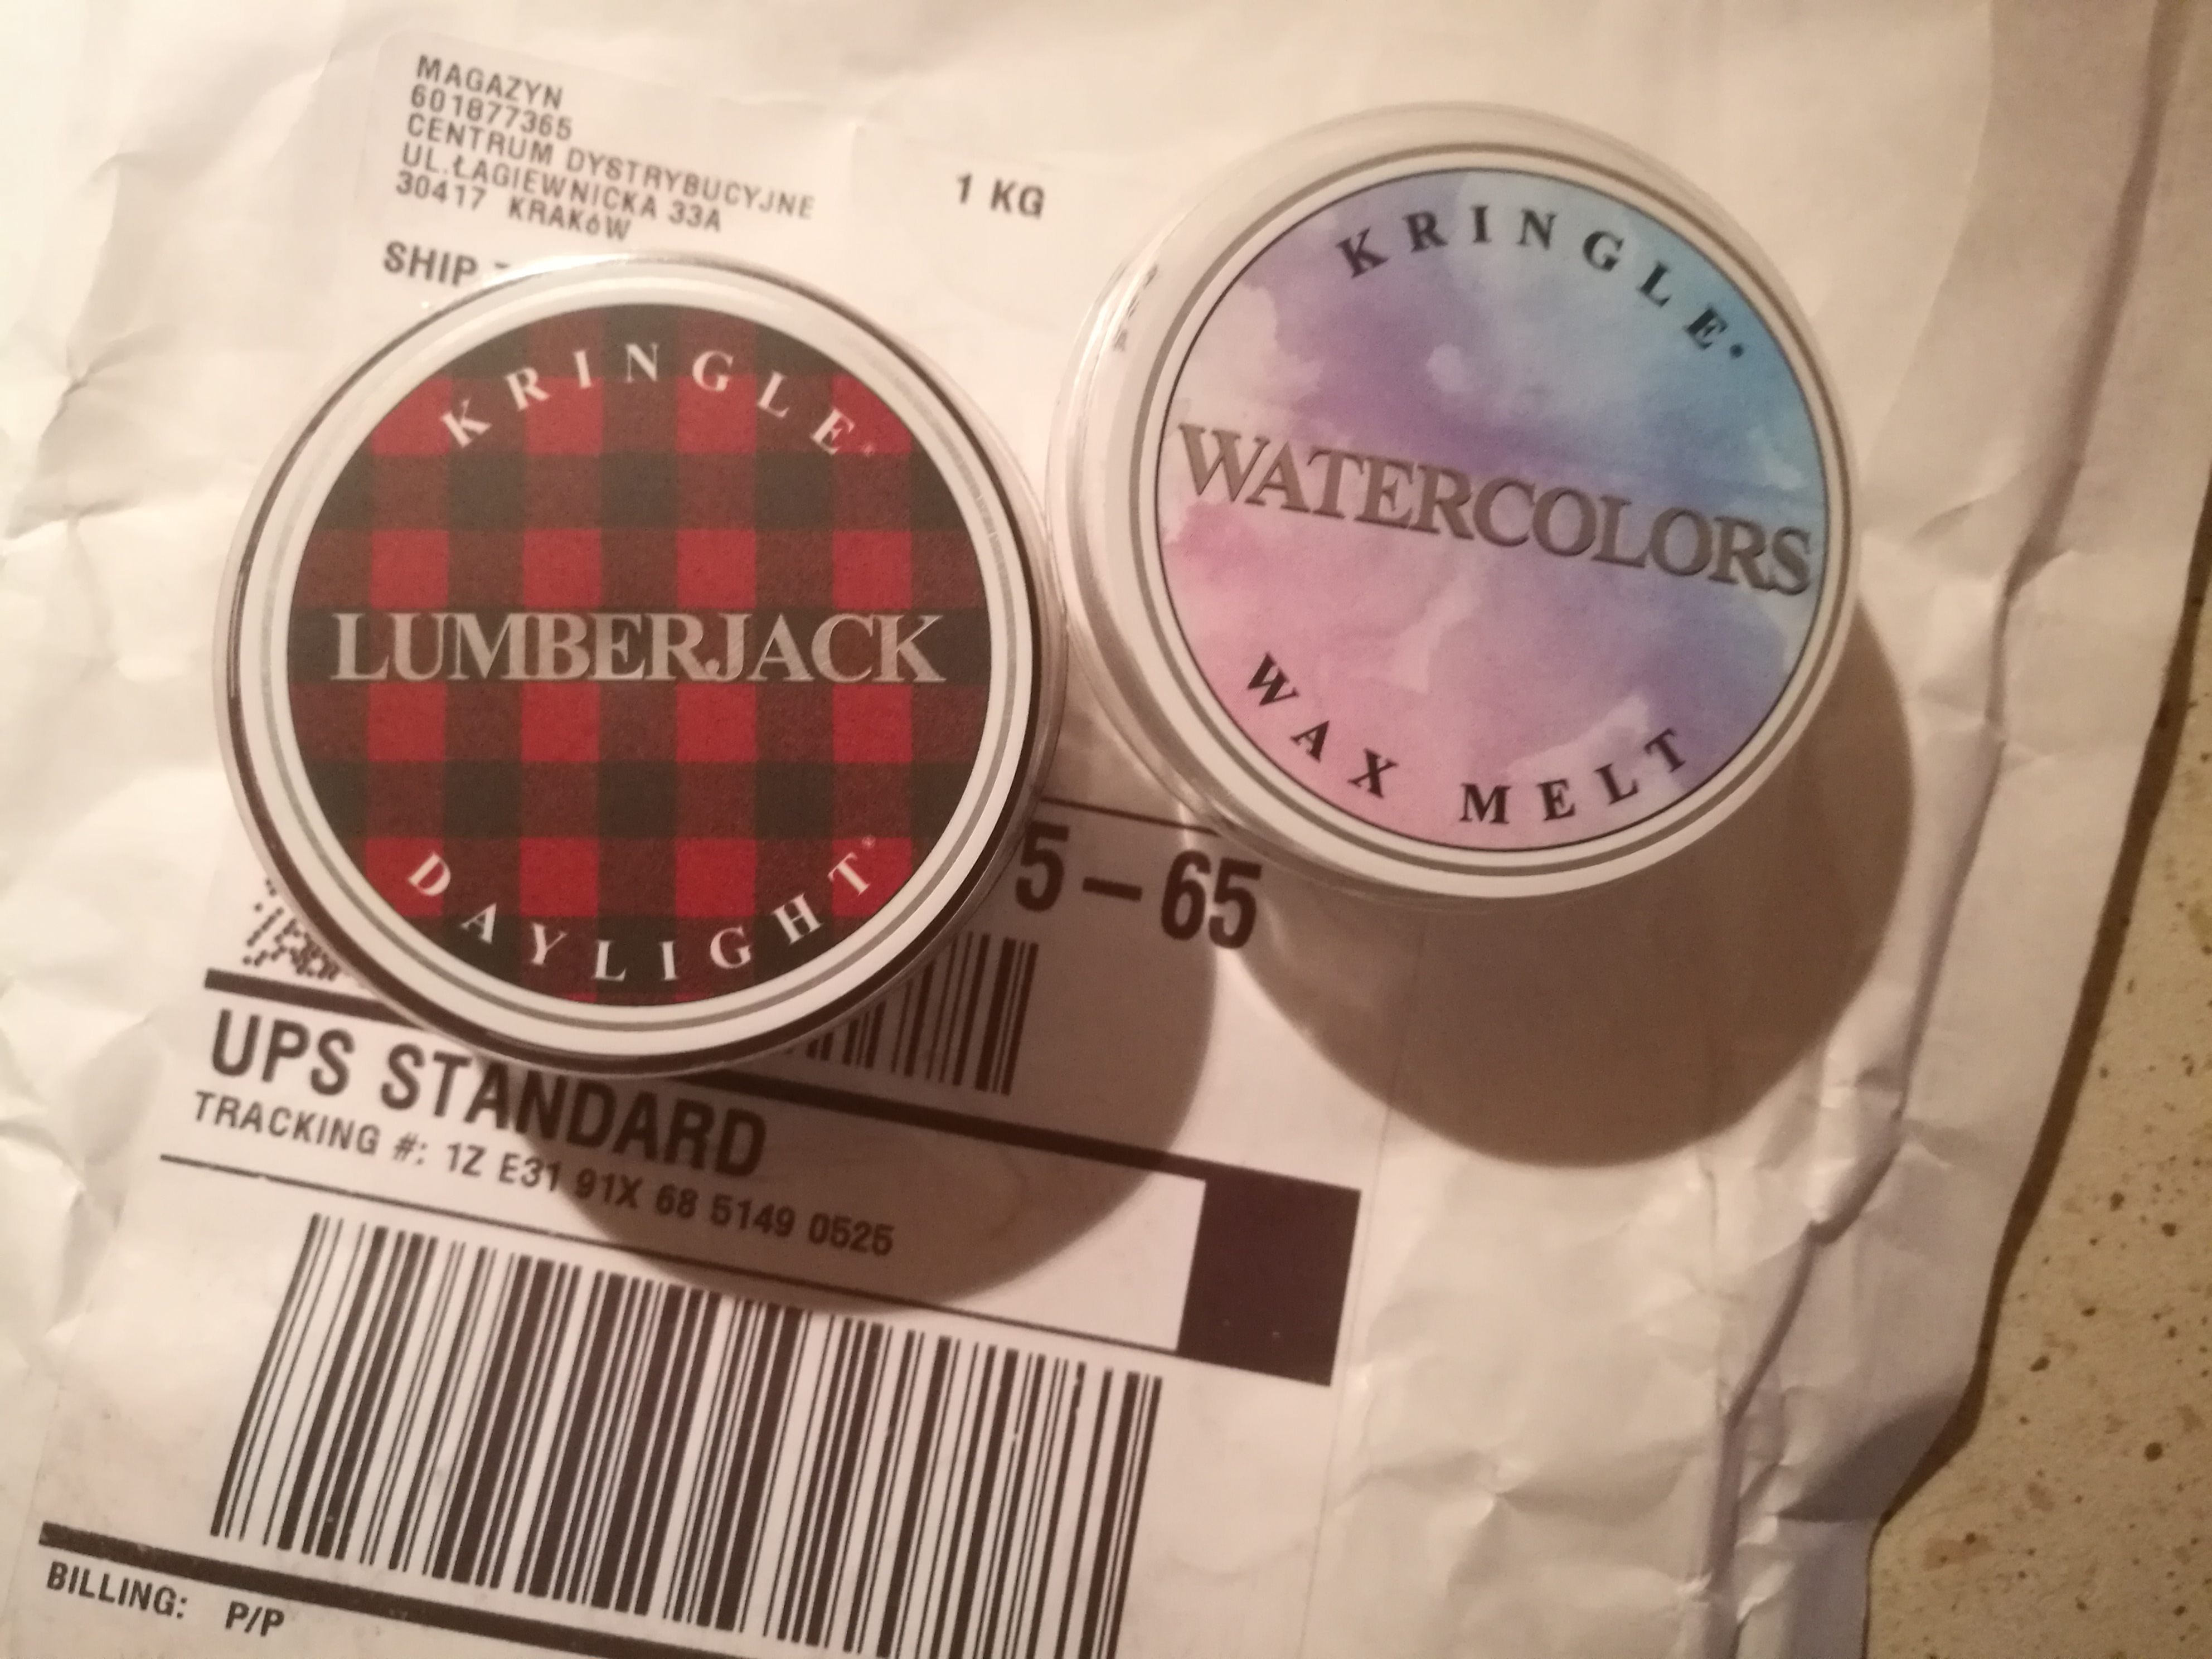 MAGAZYN
601877365
CENTRUM DYSTRYBUCYJNE
UL.ŁAGIEWNICKA 33A
30417 KRAKóW
1 KG
SHIP
KRINGLE®
LUMBERJACK
DAYLIGHT®
KRINGLE®
WATERCOLORS
WAX MELT
5-65
UPS STANDARD
TRACKING #: 1Z E31 91X 68 5149 0525
BILLING: P/P